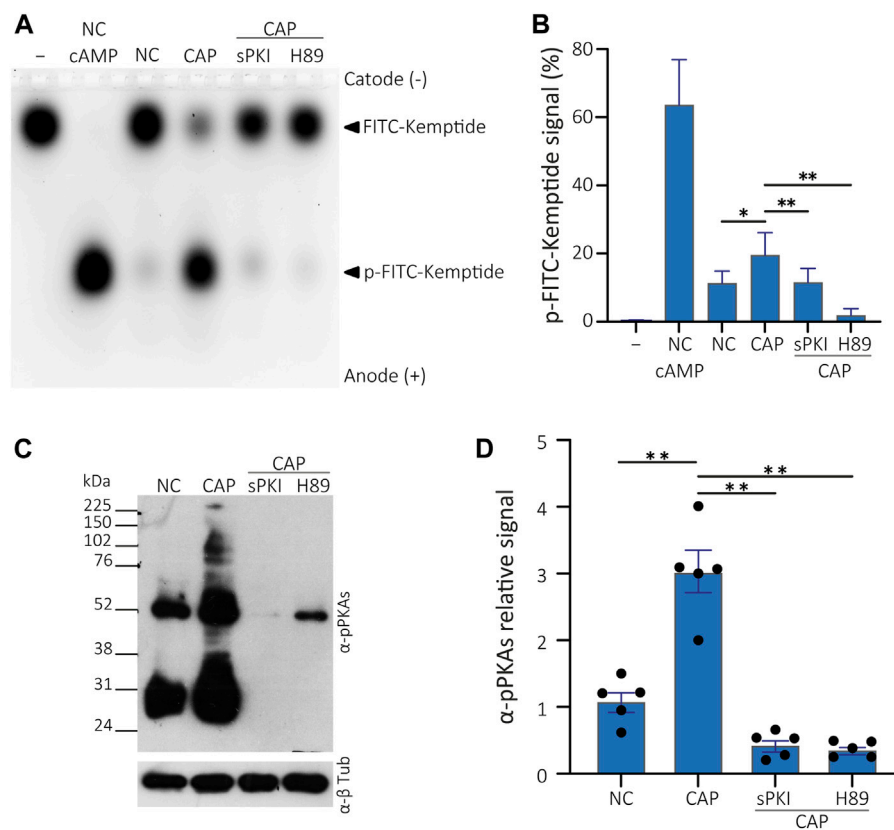 A
NC CAP
– cAMP NC CAP sPKI H89
Catode (-)
FITC-Kemptide
p-FITC-Kemptide
Anode (+)
B
p-FITC-Kemptide signal (%)
80
60
40
20
0
*
**
**
– NC NC CAP sPKI H89
cAMP CAP
C
CAP
kDa NC CAP sPKI H89
225
150
102
76
52
38
31
24
α-pPKAs
α-β Tub
D
α-pPKAs relative signal
5
4
3
2
1
0
**
**
**
NC CAP sPKI H89
CAP